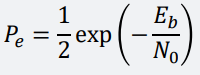 P_e = \frac{1}{2} \exp\left(-\frac{E_b}{N_0}\right)